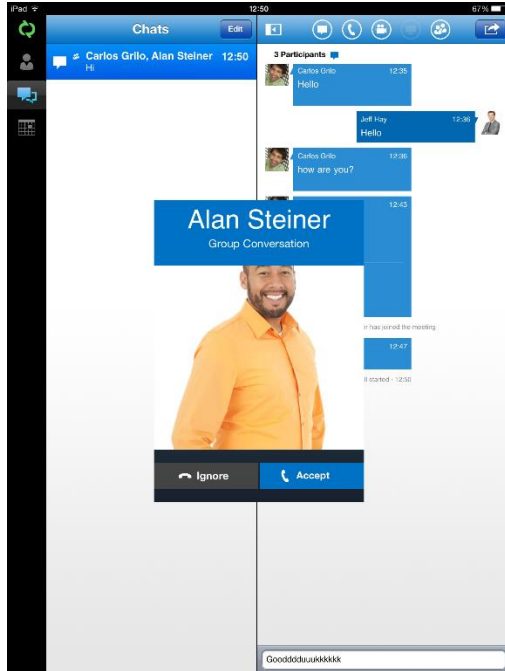 iPad
12:50
67%
Chats
Edit
Carlos Grilo, Alan Steiner 12:50
Hi
3 Participants
Carlos Grilo 12:35
Hello
Jeff Hay 12:36
Hello
Carlos Grilo 12:36
how are you?
12:43
Alan Steiner
Group Conversation
has joined the meeting
12:47
started - 12:50
Ignore
Accept
Goodddduuukkkkkk